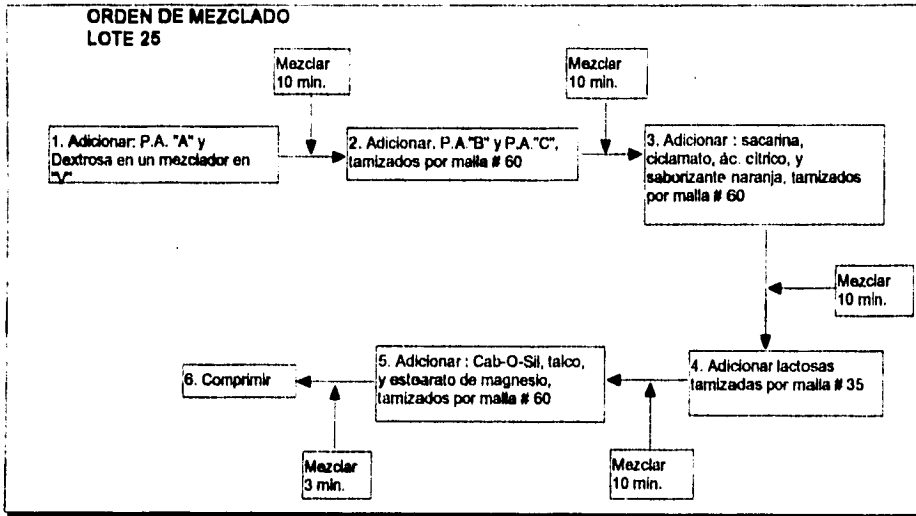 ORDEN DE MEZCLADO
LOTE 25
Mezclar
10 min.
Mezclar
10 min.
1. Adicionar: P.A. "A" y
Dextrosa en un mezclador en
"V"
2. Adicionar, P.A."B" y P.A."C",
tamizados por malla # 60
3. Adicionar : sacarina,
ciclamato, ác. cítrico, y
saborizante naranja, tamizados
por malla # 60
Mezclar
10 min.
6. Comprimir
5. Adicionar : Cab-O-Sil, talco,
y estearato de magnesio,
tamizados por malla # 60
4. Adicionar lactosas
tamizadas por malla # 35
Mezclar
3 min.
Mezclar
10 min.